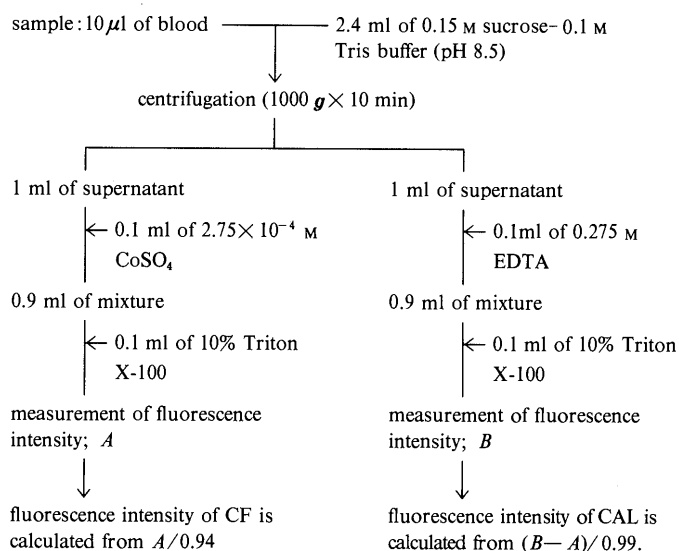 sample: 10 μl of blood
2.4 ml of 0.15 M sucrose–0.1 M
Tris buffer (pH 8.5)
centrifugation (1000 g × 10 min)
1 ml of supernatant
0.1 ml of 2.75 × 10⁻⁴ M
CoSO₄
0.9 ml of mixture
0.1 ml of 10% Triton
X-100
measurement of fluorescence
intensity; A
fluorescence intensity of CF is
calculated from A/0.94
1 ml of supernatant
0.1ml of 0.275 M
EDTA
0.9 ml of mixture
0.1 ml of 10% Triton
X-100
measurement of fluorescence
intensity; B
fluorescence intensity of CAL is
calculated from (B— A)/ 0.99.